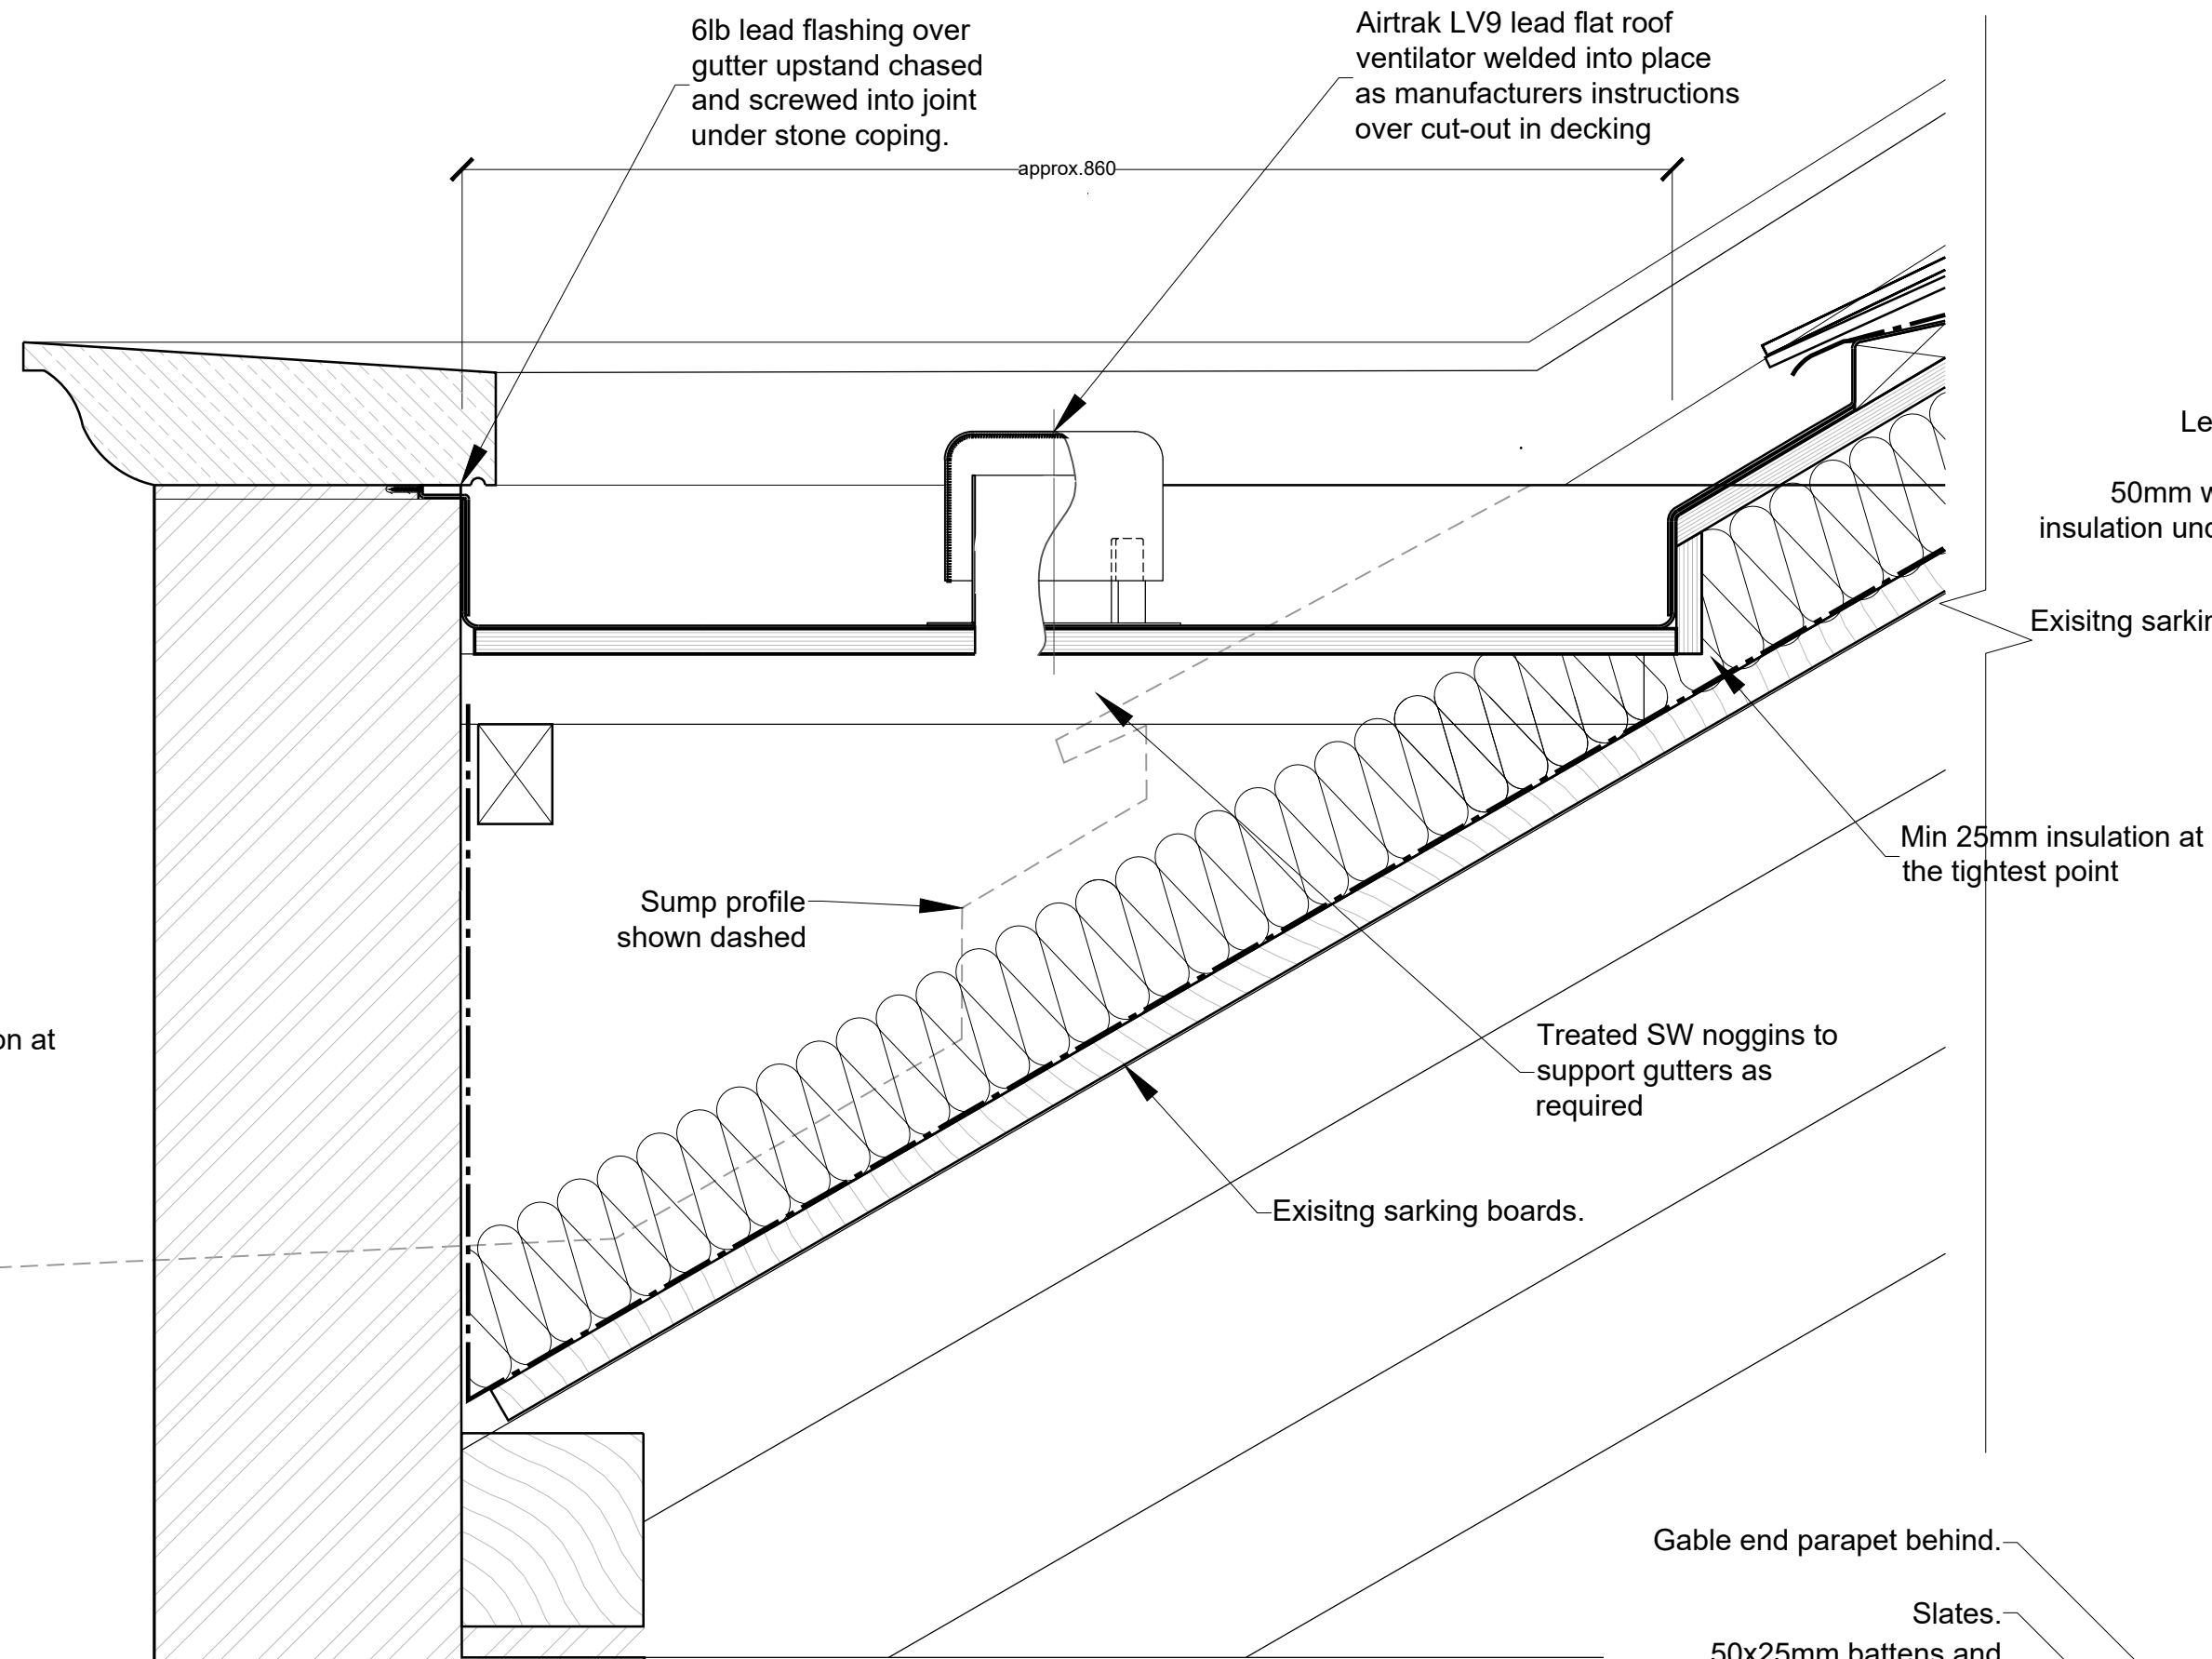 6lb lead flashing over
gutter upstand chased
and screwed into joint
under stone coping.
Airtrak LV9 lead flat roof
ventilator welded into place
as manufacturers instructions
over cut-out in decking
approx.860
Le
50mm w
insulation und
Exisitng sarkin
Min 25mm insulation at
the tightest point
Sump profile
shown dashed
on at
Treated SW noggins to
support gutters as
required
Exisitng sarking boards.
Gable end parapet behind.
Slates.
50x25mm battens and